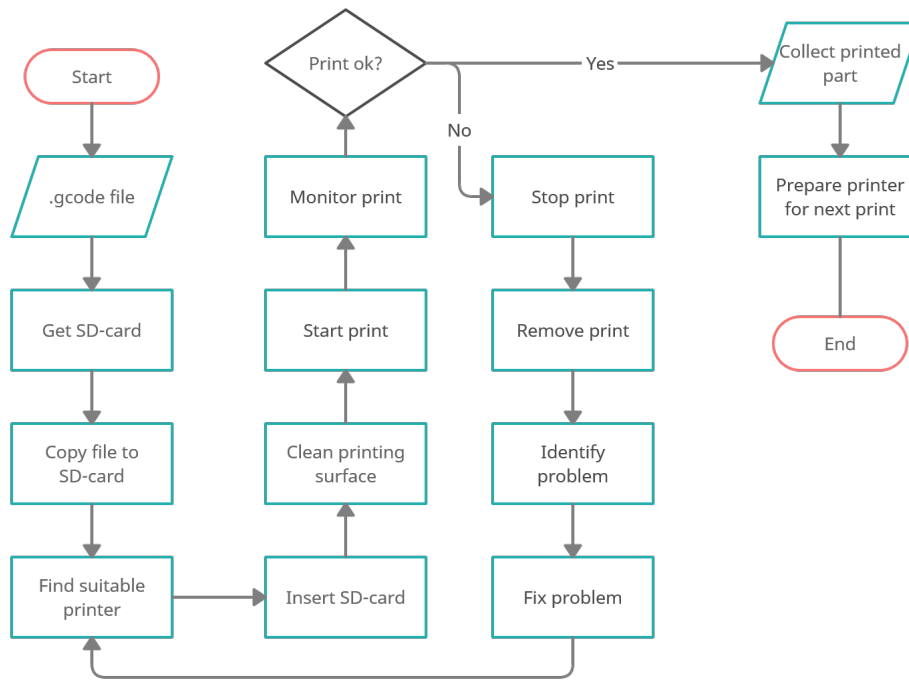 Start
.gcode file
Get SD-card
Copy file to
SD-card
Find suitable
printer
Insert SD-card
Clean printing
surface
Start print
Monitor print
Print ok?
Yes
No
Stop print
Remove print
Identify
problem
Fix problem
Collect printed
part
Prepare printer
for next print
End